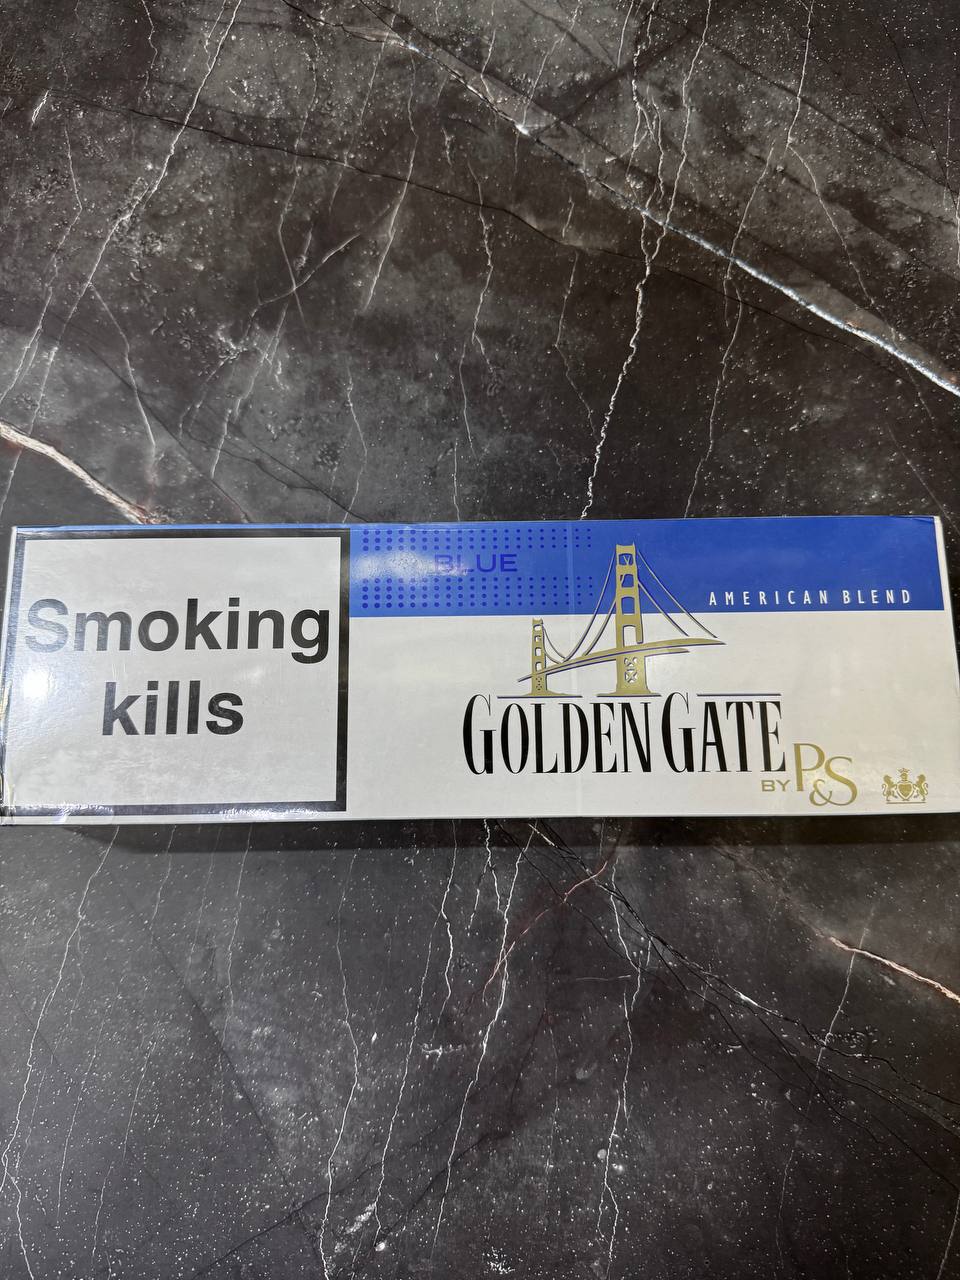 Smoking
kills
BLUE
AMERICAN BLEND
GOLDEN GATE
BY P&S